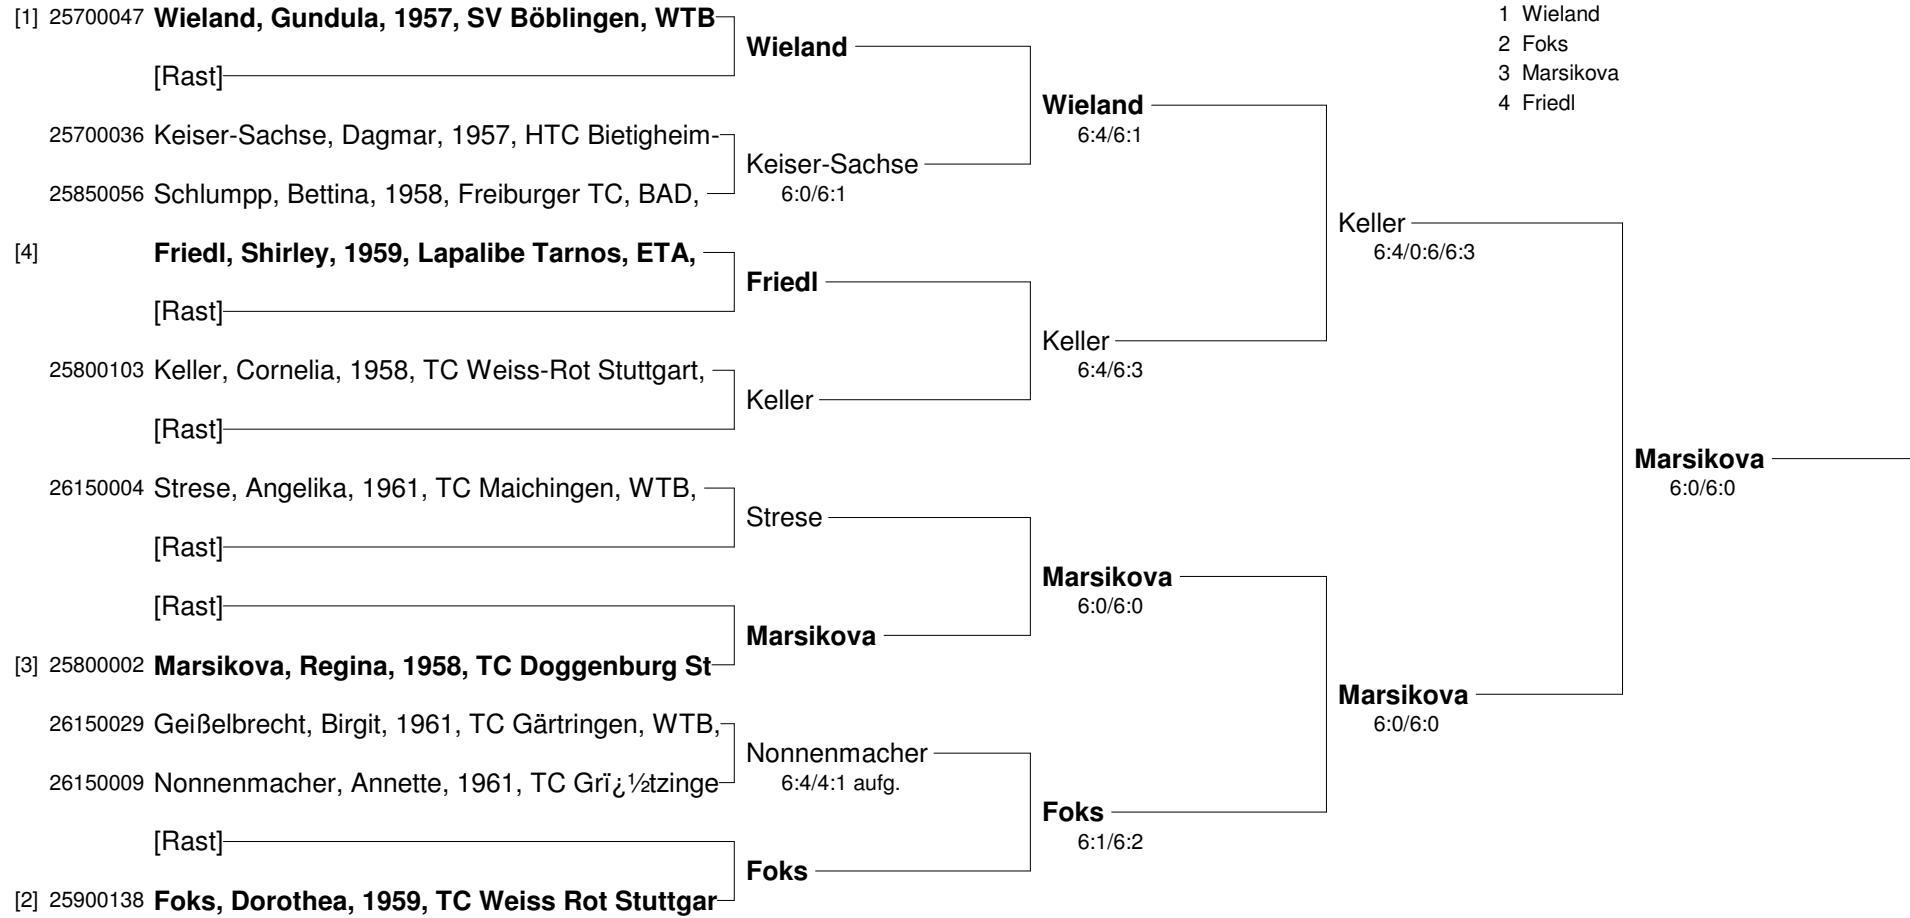 [1] 25700047 Wieland, Gundula, 1957, SV Böblingen, WTB
[Rast]
25700036 Keiser-Sachse, Dagmar, 1957, HTC Bietigheim-
25850056 Schlumpp, Bettina, 1958, Freiburger TC, BAD,
[4] Friedl, Shirley, 1959, Lapalibe Tarnos, ETA,
[Rast]
25800103 Keller, Cornelia, 1958, TC Weiss-Rot Stuttgart,
[Rast]
26150004 Strese, Angelika, 1961, TC Maichingen, WTB,
[Rast]
[Rast]
[3] 25800002 Marsikova, Regina, 1958, TC Doggenburg St
26150029 Geißelbrecht, Birgit, 1961, TC Gärtringen, WTB,
26150009 Nonnenmacher, Annette, 1961, TC Grï¿½tzinge
[Rast]
[2] 25900138 Foks, Dorothea, 1959, TC Weiss Rot Stuttgar
Wieland
Keiser-Sachse
6:0/6:1
Friedl
Keller
Strese
Marsikova
Nonnenmacher
6:4/4:1 aufg.
Foks
Wieland
6:4/6:1
Keller
6:4/6:3
Marsikova
6:0/6:0
Foks
6:1/6:2
Keller
6:4/0:6/6:3
Marsikova
6:0/6:0
Marsikova
6:0/6:0
1 Wieland
2 Foks
3 Marsikova
4 Friedl